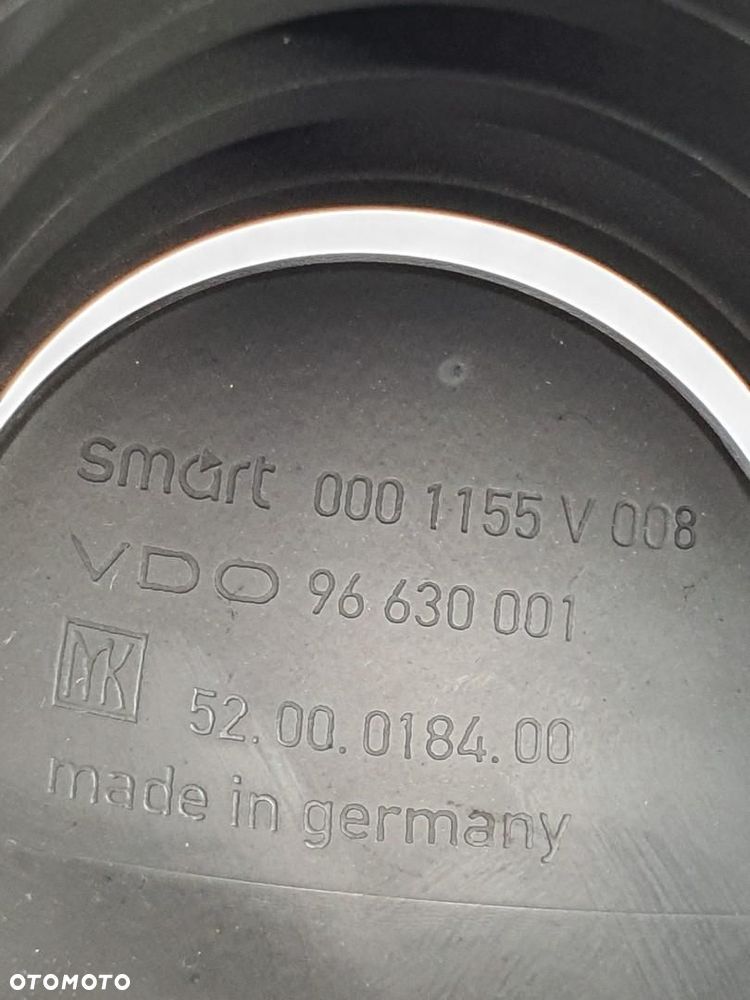 smart 000 1155 V 008
VDO 96 630 001
MK 52.00.0184.00
made in germany
OTOMOTO